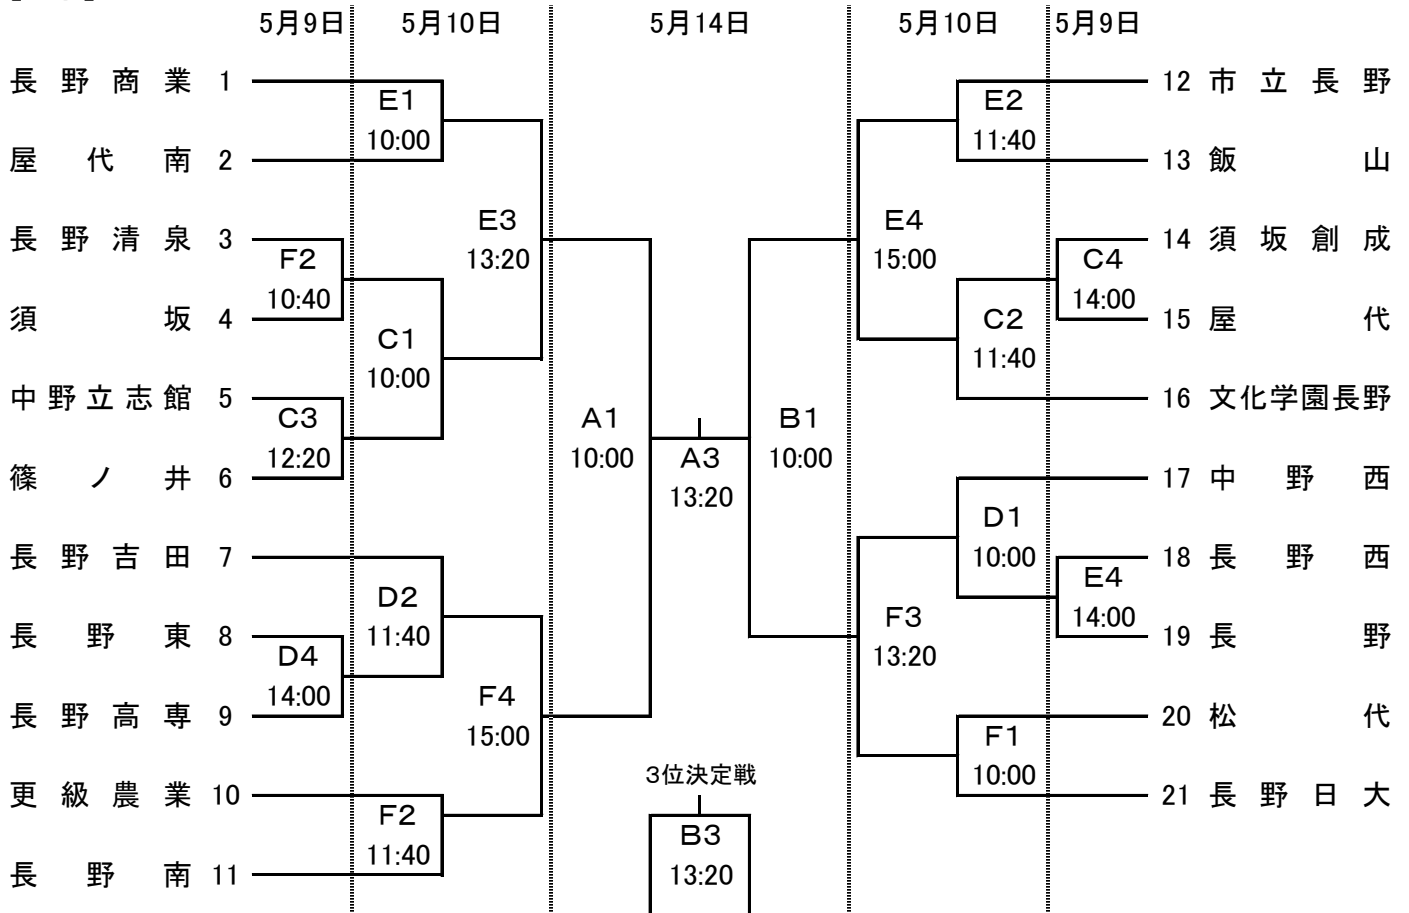 5月9日 5月10日 5月14日 5月10日 5月9日
長野商業 1
屋代南 2
長野清泉 3
須坂 4
中野立志館 5
篠ノ井 6
長野吉田 7
長野東 8
長野高専 9
更級農業 10
長野南 11
F2
10:40
C3
12:20
D4
14:00
E1
10:00
C1
10:00
D2
11:40
F2
11:40
E3
13:20
F4
15:00
A1
10:00
A3
13:20
B1
10:00
3位決定戦
B3
13:20
E4
15:00
F3
13:20
E2
11:40
C2
11:40
D1
10:00
F1
10:00
C4
14:00
E4
14:00
12 市立長野
13 飯山
14 須坂創成
15 屋代
16 文化学園長野
17 中野西
18 長野西
19 長野
20 松代
21 長野日大